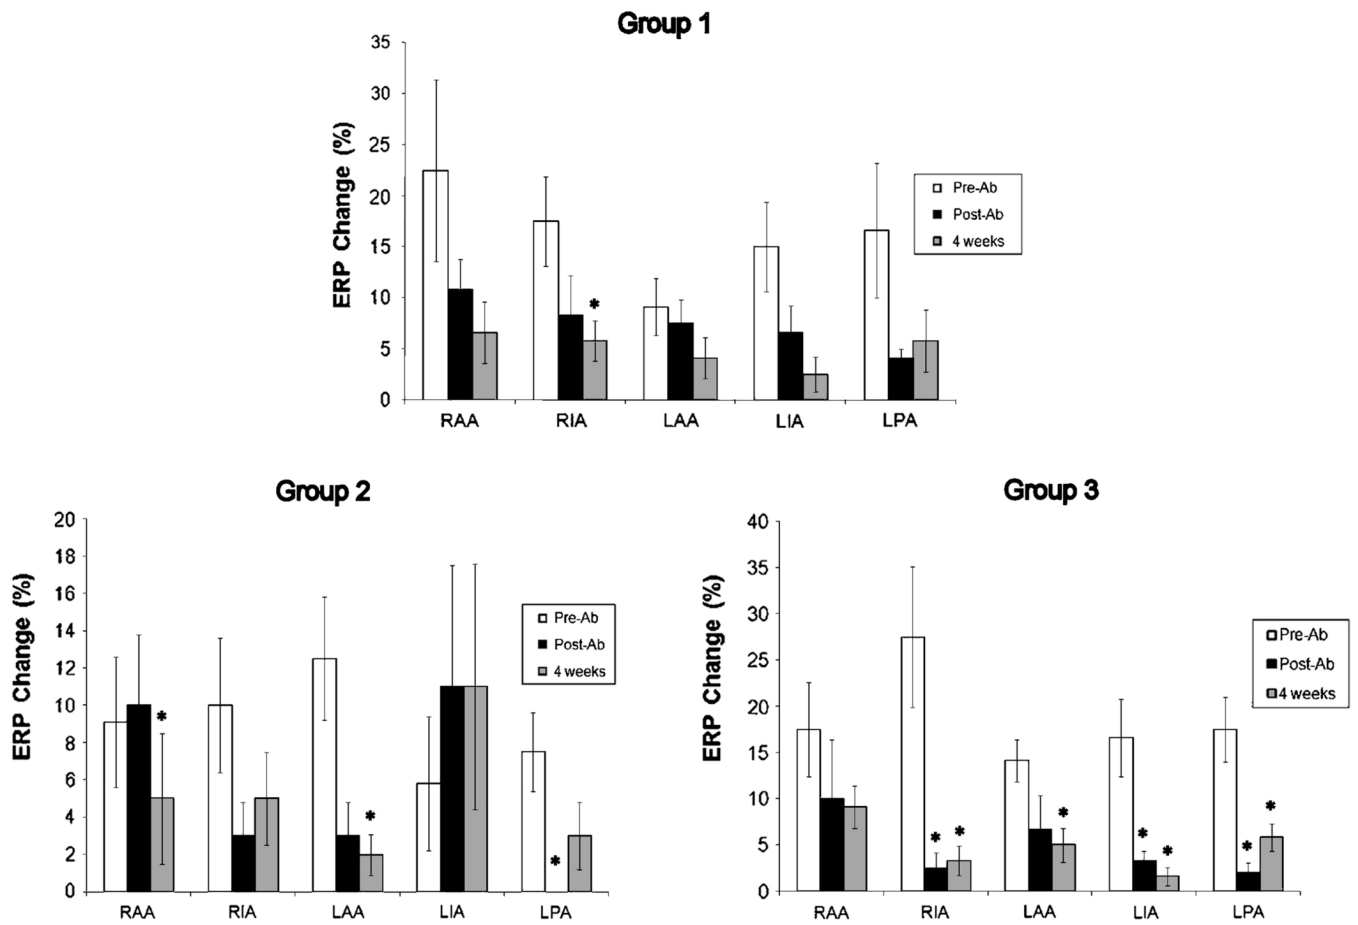 Group 1
ERP Change (%)
35
30
25
20
15
10
5
0
Pre-Ab
Post-Ab
4 weeks
*
RAA RIA LAA LIA LPA
Group 2
ERP Change (%)
20
18
16
14
12
10
8
6
4
2
0
Pre-Ab
Post-Ab
4 weeks
* * *
RAA RIA LAA LIA LPA
Group 3
ERP Change (%)
40
35
30
25
20
15
10
5
0
Pre-Ab
Post-Ab
4 weeks
* * * * * * *
RAA RIA LAA LIA LPA